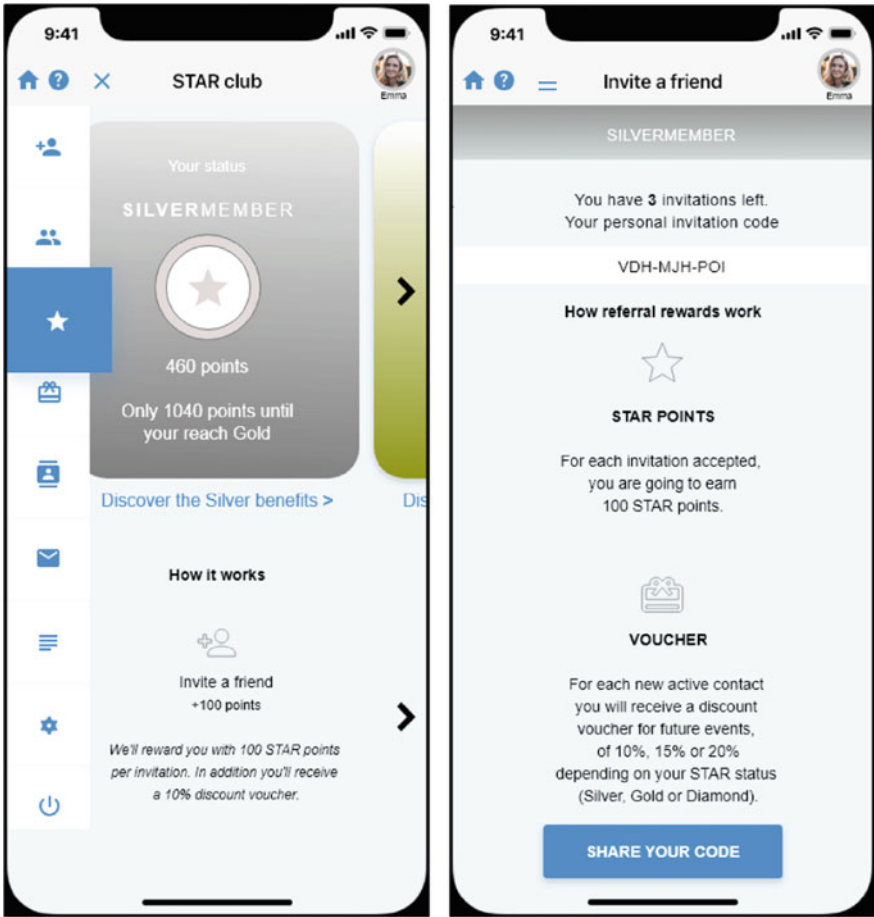 9:41
STAR club
Emma
Your status
SILVERMEMBER
460 points
Only 1040 points until
your reach Gold
Discover the Silver benefits >
Dis
How it works
Invite a friend
+100 points
We'll reward you with 100 STAR points
per invitation. In addition you'll receive
a 10% discount voucher.
9:41
Invite a friend
Emma
SILVERMEMBER
You have 3 invitations left.
Your personal invitation code
VDH-MJH-POI
How referral rewards work
STAR POINTS
For each invitation accepted,
you are going to earn
100 STAR points.
VOUCHER
For each new active contact
you will receive a discount
voucher for future events,
of 10%, 15% or 20%
depending on your STAR status
(Silver, Gold or Diamond).
SHARE YOUR CODE